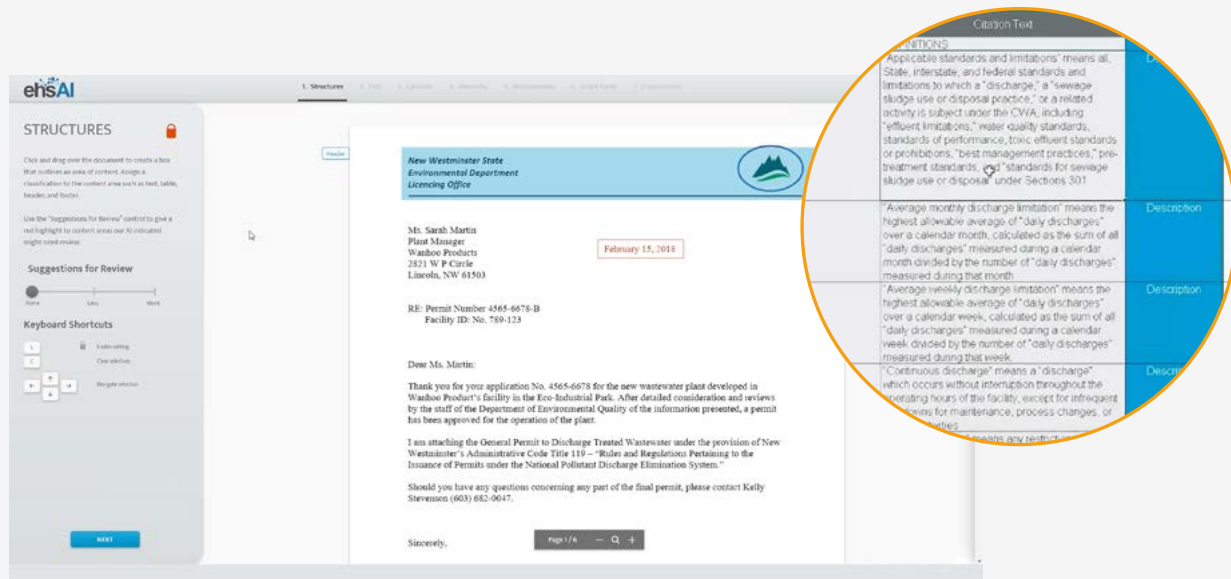 ehsAI
1. Structures
STRUCTURES
Click and drag over the document to create a box
that outlines an area of content. Assign a
classification to the content area such as text, table,
header, and footer.
Use the "Suggestions for Review" control to give a
red highlight to content areas our AI indicated
might need review.
Suggestions for Review
None Less More
Keyboard Shortcuts
NEXT
Header
New Westminster State
Environmental Department
Licencing Office
Ms. Sarah Martin
Plant Manager
Wanhoo Products
2821 W P Circle
Lincoln, NW 61503
February 15, 2018
RE: Permit Number 4565-6678-B
Facility ID: No. 789-123
Dear Ms. Martin:
Thank you for your application No. 4565-6678 for the new wastewater plant developed in
Wanhoo Product's facility in the Eco-Industrial Park. After detailed consideration and reviews
by the staff of the Department of Environmental Quality of the information presented, a permit
has been approved for the operation of the plant.
I am attaching the General Permit to Discharge Treated Wastewater under the provision of New
Westminster's Administrative Code Title 119 – "Rules and Regulations Pertaining to the
Issuance of Permits under the National Pollutant Discharge Elimination System."
Should you have any questions concerning any part of the final permit, please contact Kelly
Stevenson (603) 682-0047.
Sincerely,
Page 1 / 6
Citation Text
"Applicable standards and limitations" means all,
State, interstate, and federal standards and
limitations to which a "discharge," a "sewage
sludge use or disposal practice," or a related
activity is subject under the CWA, including
"effluent limitations," water quality standards,
standards of performance, toxic effluent standards
or prohibitions, "best management practices," pre-
treatment standards, and "standards for sewage
sludge use or disposal" under Sections 301
"Average monthly discharge limitation" means the
highest allowable average of "daily discharges"
over a calendar month, calculated as the sum of all
"daily discharges" measured during a calendar
month divided by the number of "daily discharges"
measured during that month
Description
"Average weekly discharge limitation" means the
highest allowable average of "daily discharges"
over a calendar week, calculated as the sum of all
"daily discharges" measured during a calendar
week divided by the number of "daily discharges"
measured during that week.
Description
"Continuous discharge" means a "discharge"
which occurs without interruption throughout the
operating hours of the facility, except for infrequent
for maintenance, process changes, or
means any restriction